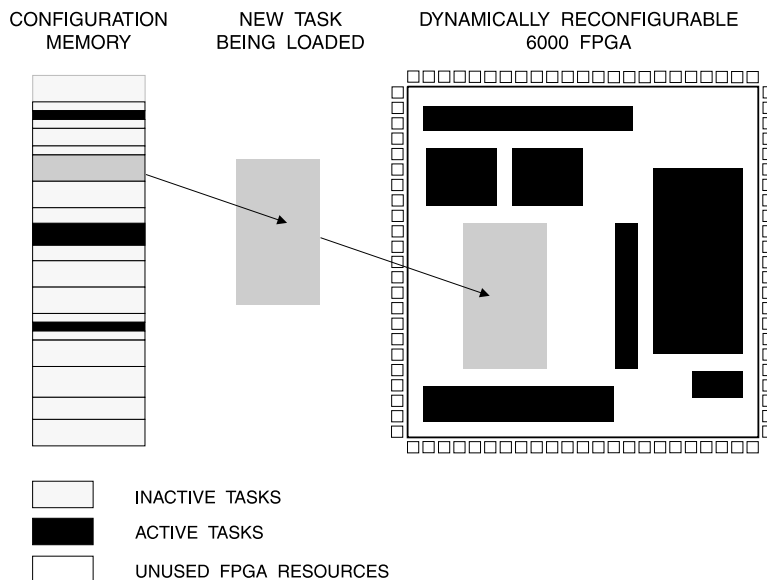 CONFIGURATION
MEMORY
NEW TASK
BEING LOADED
DYNAMICALLY RECONFIGURABLE
6000 FPGA
INACTIVE TASKS
ACTIVE TASKS
UNUSED FPGA RESOURCES